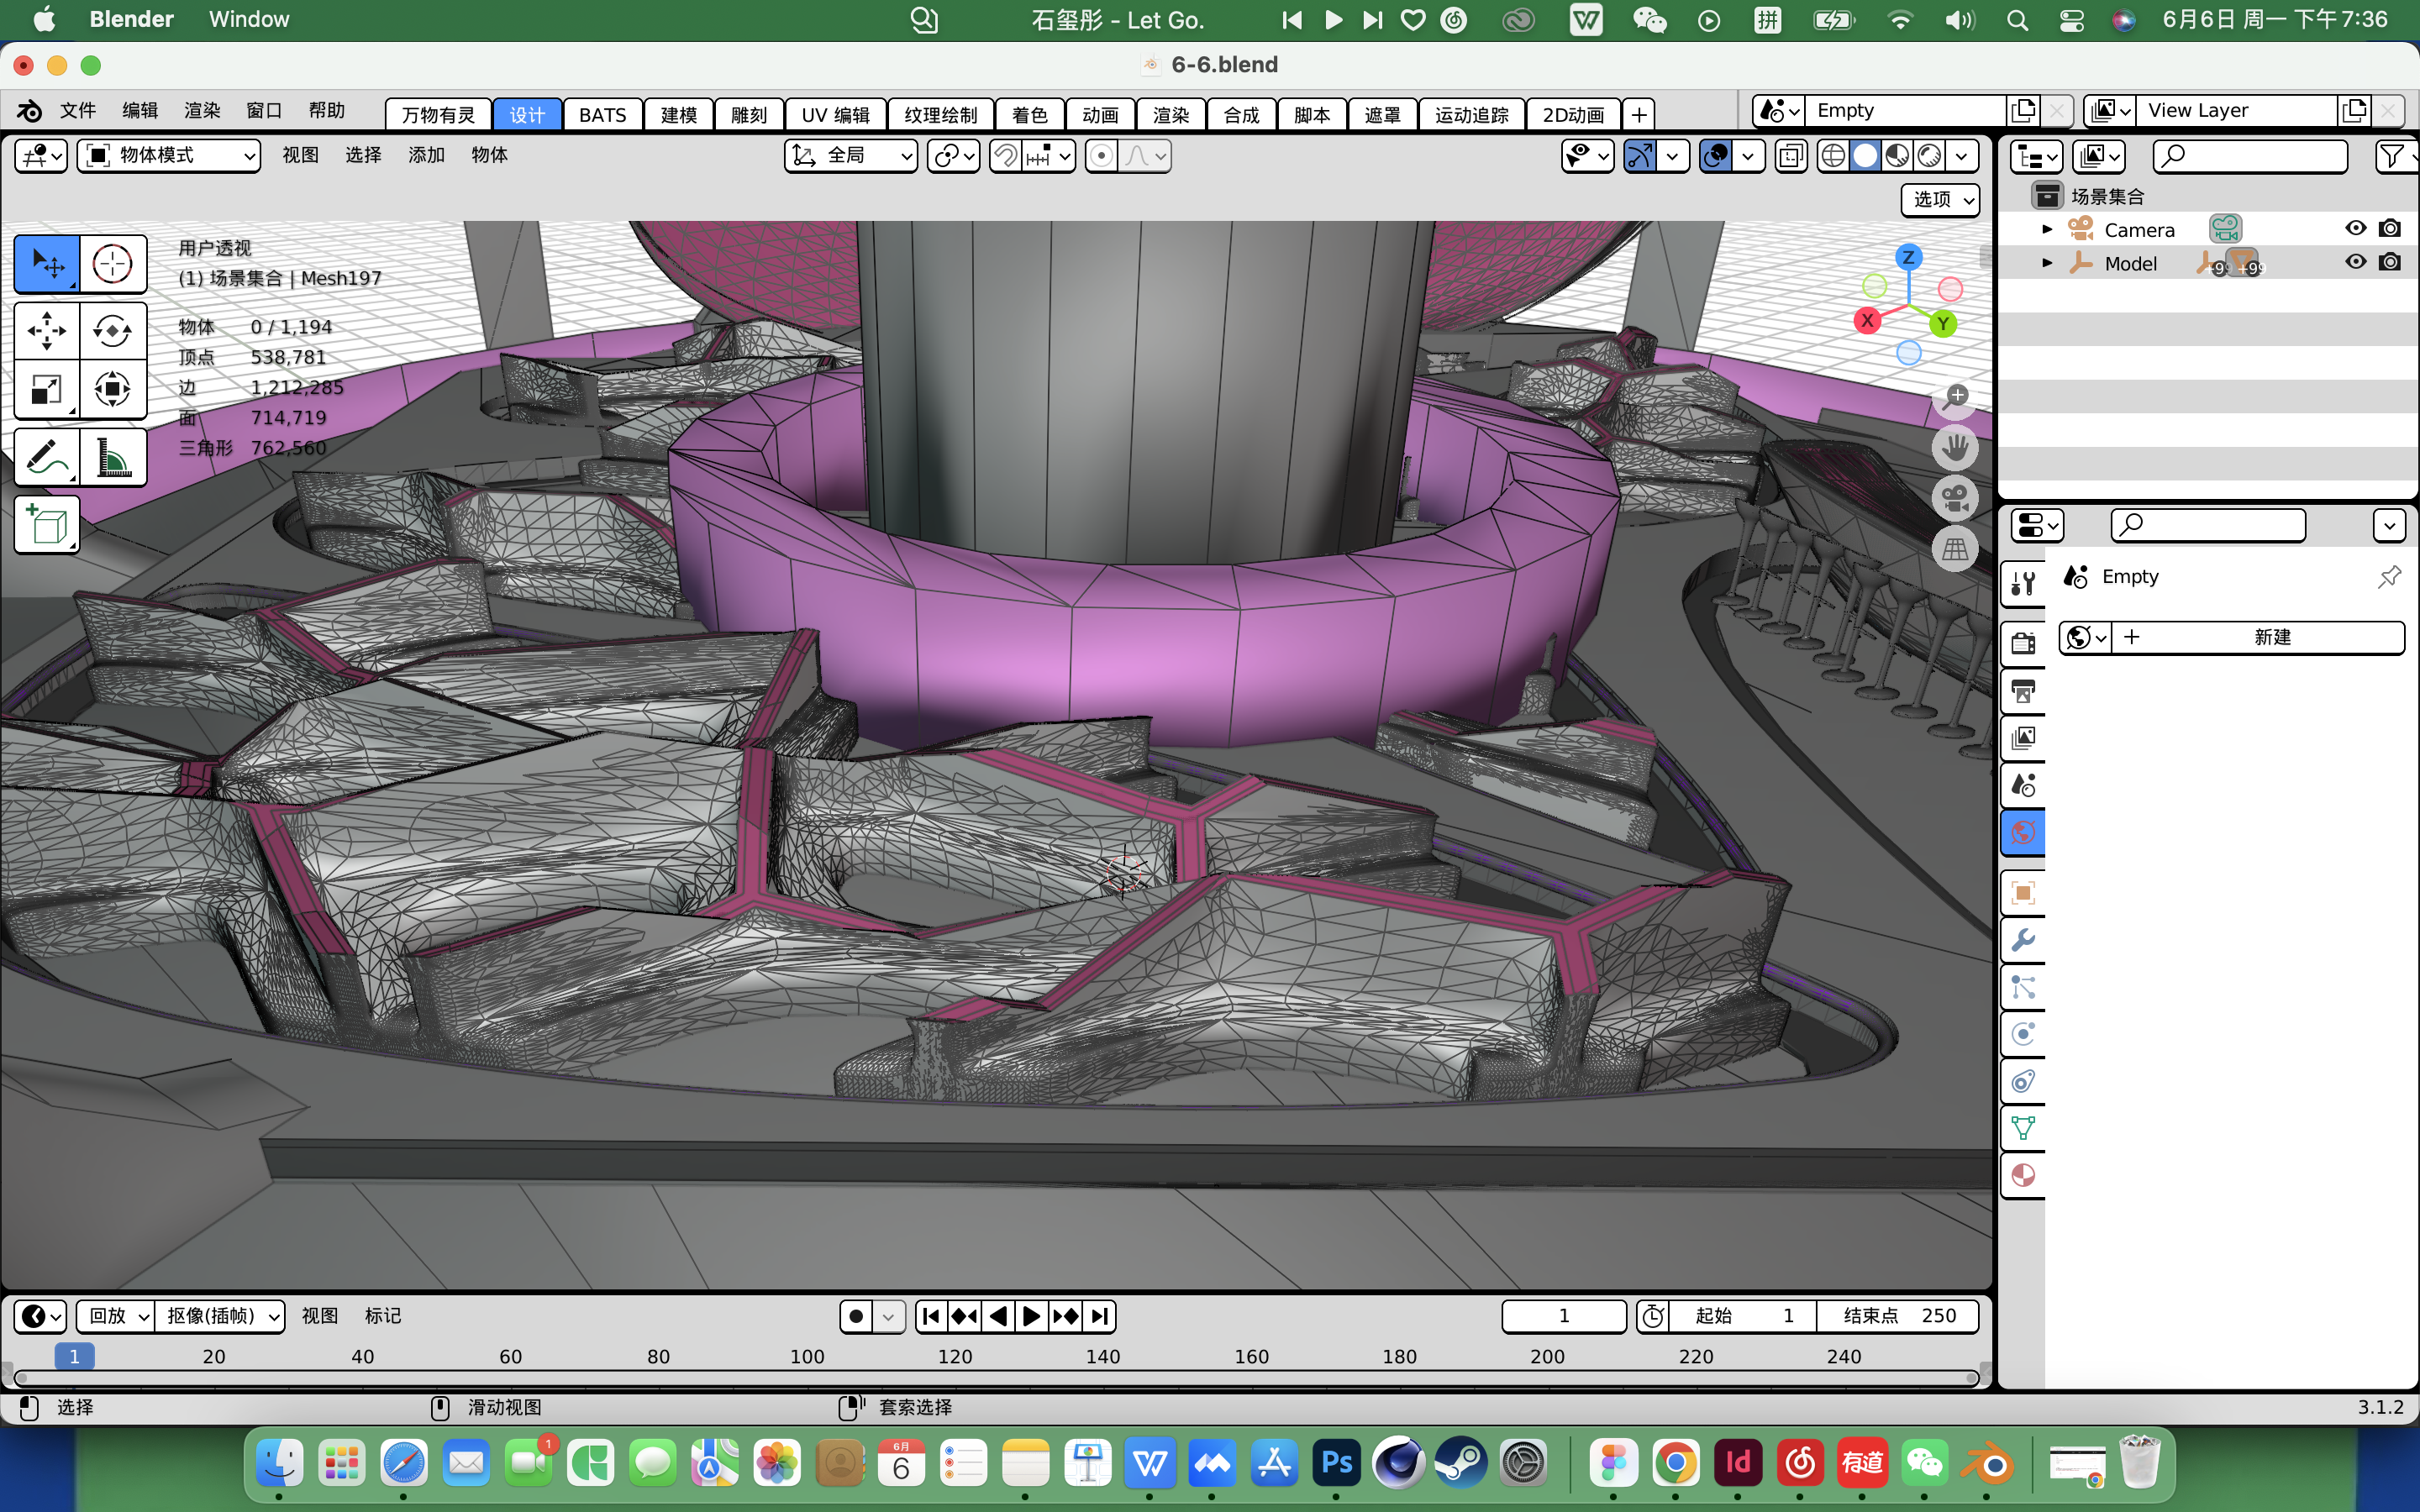 Blender Window 石玺彤 - Let Go. 拼 6月6日 周一 下午7:36
6-6.blend
文件 编辑 渲染 窗口 帮助 万物有灵 设计 BATS 建模 雕刻 UV 编辑 纹理绘制 着色 动画 渲染 合成 脚本 遮罩 运动追踪 2D动画 + Empty View Layer
物体模式 视图 选择 添加 物体 全局
选项
场景集合
Camera
Model +99 +99
用户透视
(1) 场景集合 | Mesh197
物体 0 / 1,194
顶点 538,781
边 1,212,285
面 714,719
三角形 762,560
Z
X
Y
Empty
新建
回放 抠像(插帧) 视图 标记 1 起始 1 结束点 250
1 20 40 60 80 100 120 140 160 180 200 220 240
选择 滑动视图 套索选择 3.1.2
1 6月 6 Ps Id 有道